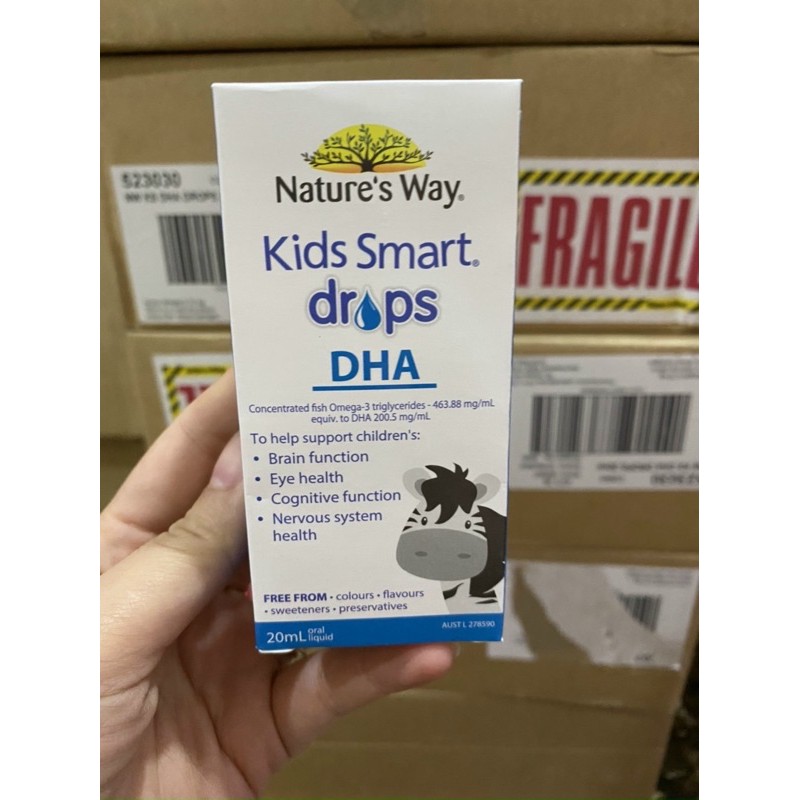 Nature's Way®
Kids Smart®
drops
DHA
Concentrated fish Omega-3 triglycerides - 463.88 mg/mL
equiv. to DHA 200.5 mg/mL
To help support children's:
• Brain function
• Eye health
• Cognitive function
• Nervous system
health
FREE FROM • colours • flavours
• sweeteners • preservatives
20mL oral liquid
AUST L 278590
523030
DHA DROPS
FRAGIL